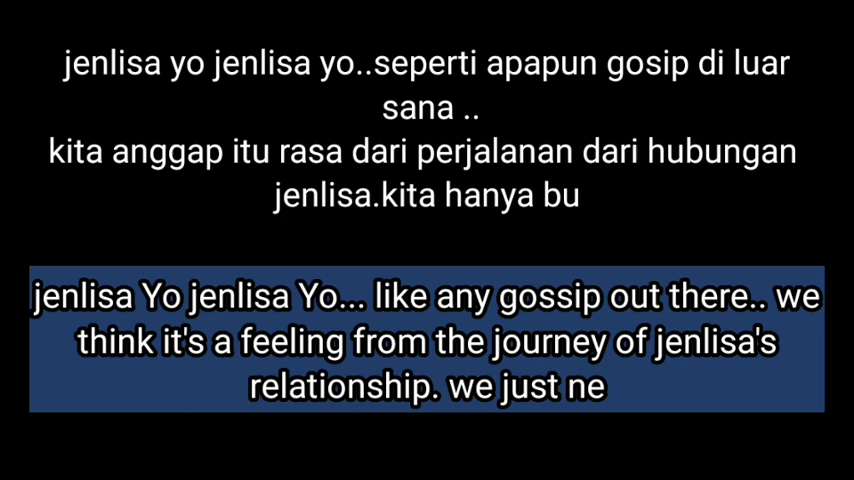 jenlisa yo jenlisa yo..seperti apapun gosip di luar
sana ..
kita anggap itu rasa dari perjalanan dari hubungan
jenlisa.kita hanya bu
jenlisa Yo jenlisa Yo... like any gossip out there.. we
think it's a feeling from the journey of jenlisa's
relationship. we just ne